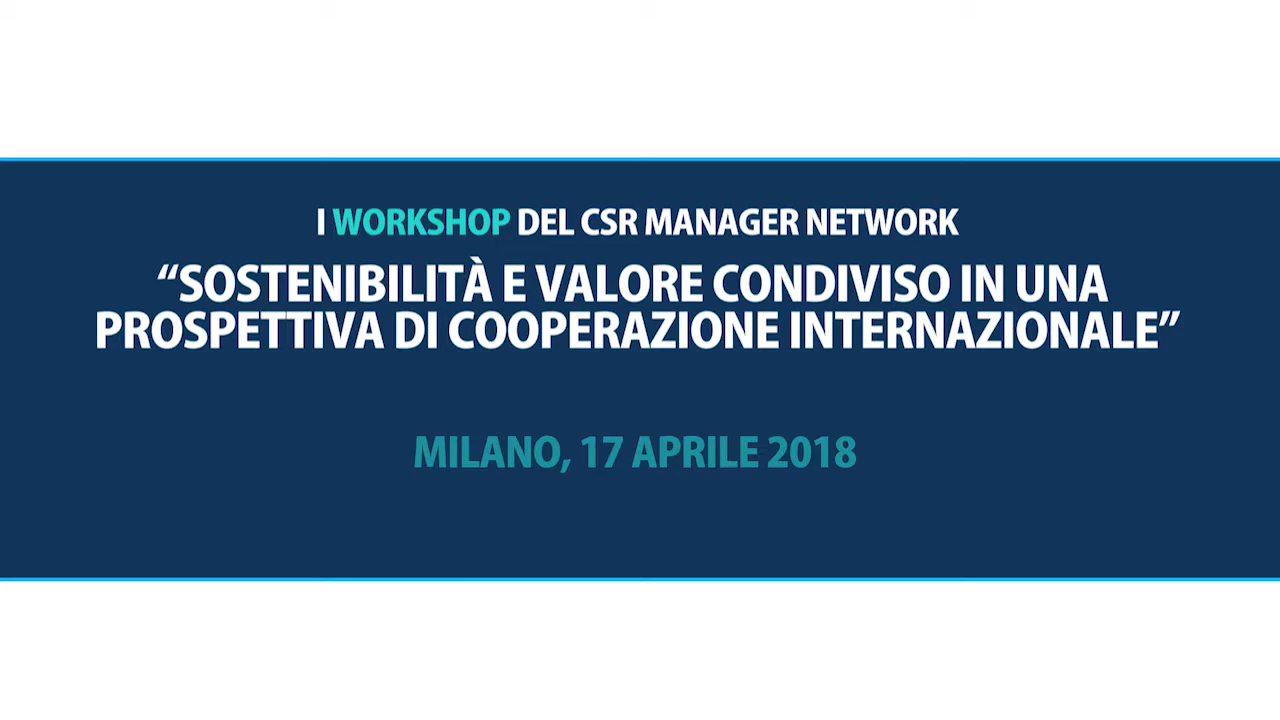 I WORKSHOP DEL CSR MANAGER NETWORK
“SOSTENIBILITÀ E VALORE CONDIVISO IN UNA
PROSPETTIVA DI COOPERAZIONE INTERNAZIONALE”
MILANO, 17 APRILE 2018